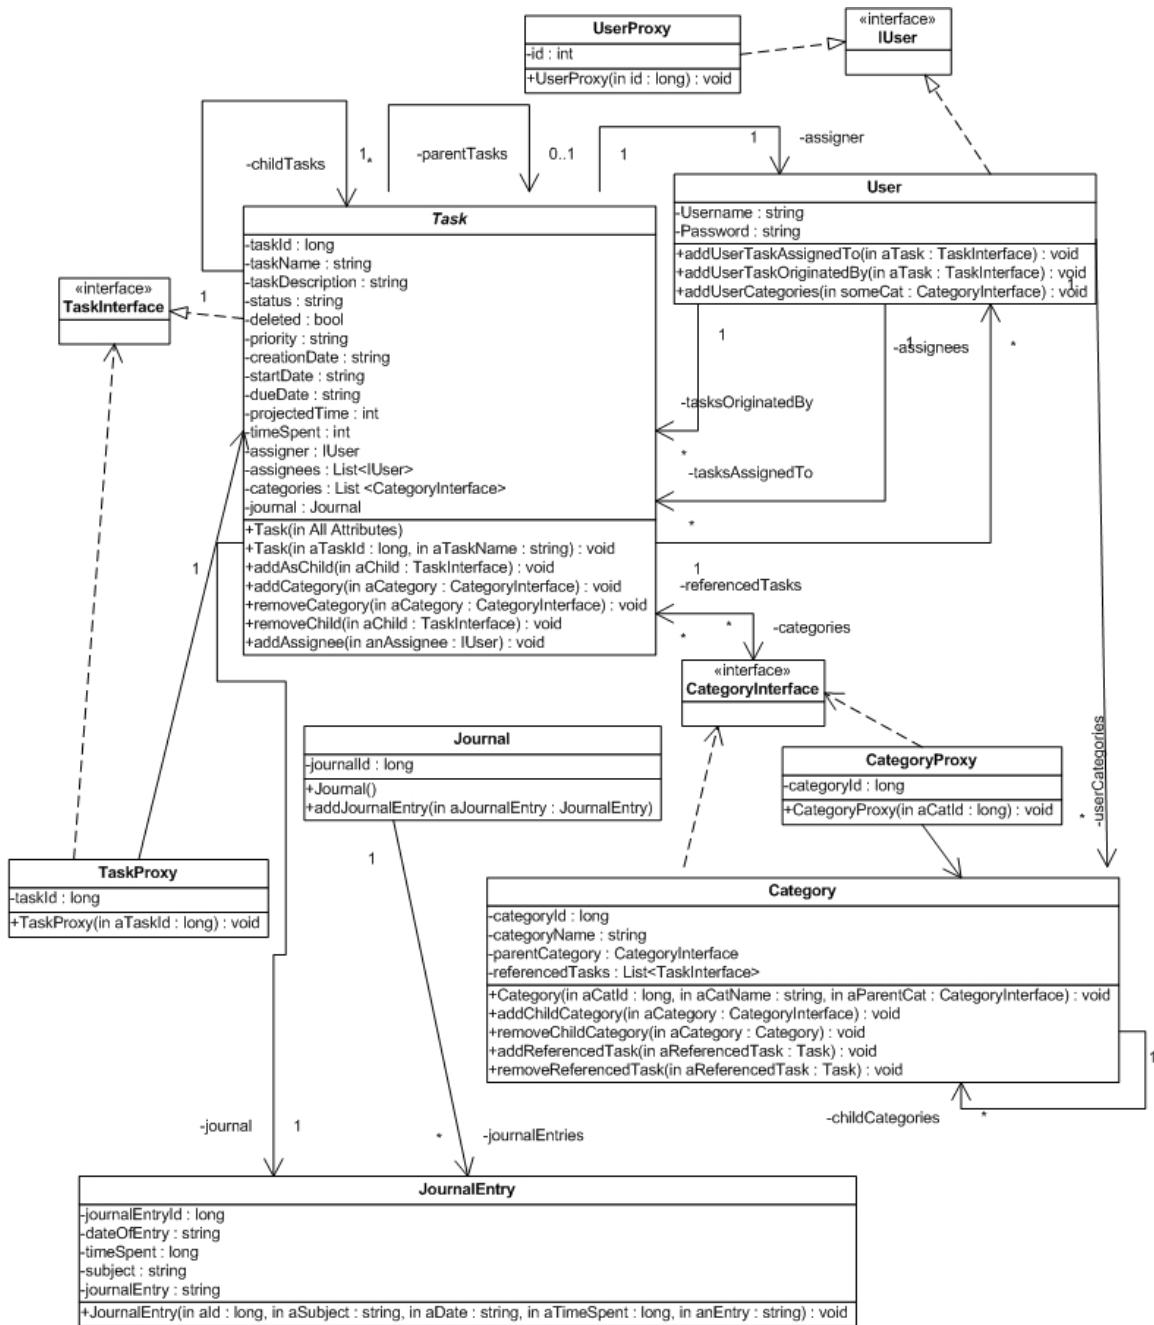 UserProxy
-id : int
+UserProxy(in id : long) : void
«interface»
IUser
-childTasks
1
*
-parentTasks
0..1
1
1
-assigner
User
-Username : string
-Password : string
+addUserTaskAssignedTo(in aTask : TaskInterface) : void
+addUserTaskOriginatedBy(in aTask : TaskInterface) : void
+addUserCategories(in someCat : CategoryInterface) : void
1
Task
-taskId : long
-taskName : string
-taskDescription : string
-status : string
-deleted : bool
-priority : string
-creationDate : string
-startDate : string
-dueDate : string
-projectedTime : int
-timeSpent : int
-assigner : IUser
-assignees : List<IUser>
-categories : List <CategoryInterface>
-journal : Journal
+Task(in All Attributes)
+Task(in aTaskId : long, in aTaskName : string) : void
+addAsChild(in aChild : TaskInterface) : void
+addCategory(in aCategory : CategoryInterface) : void
+removeCategory(in aCategory : CategoryInterface) : void
+removeChild(in aChild : TaskInterface) : void
+addAssignee(in anAssignee : IUser) : void
«interface»
TaskInterface
1
1
1
-assignees
*
-tasksOriginatedBy
*
-tasksAssignedTo
*
1
1
-referencedTasks
*
*
-categories
«interface»
CategoryInterface
Journal
-journalId : long
+Journal()
+addJournalEntry(in aJournalEntry : JournalEntry)
CategoryProxy
-categoryId : long
+CategoryProxy(in aCatId : long) : void
-userCategories
*
1
TaskProxy
-taskId : long
+TaskProxy(in aTaskId : long) : void
Category
-categoryId : long
-categoryName : string
-parentCategory : CategoryInterface
-referencedTasks : List<TaskInterface>
+Category(in aCatId : long, in aCatName : string, in aParentCat : CategoryInterface) : void
+addChildCategory(in aCategory : CategoryInterface) : void
+removeChildCategory(in aCategory : Category) : void
+addReferencedTask(in aReferencedTask : Task) : void
+removeReferencedTask(in aReferencedTask : Task) : void
1
-childCategories
*
-journal
1
*
-journalEntries
JournalEntry
-journalEntryId : long
-dateOfEntry : string
-timeSpent : long
-subject : string
-journalEntry : string
+JournalEntry(in aId : long, in aSubject : string, in aDate : string, in aTimeSpent : long, in anEntry : string) : void